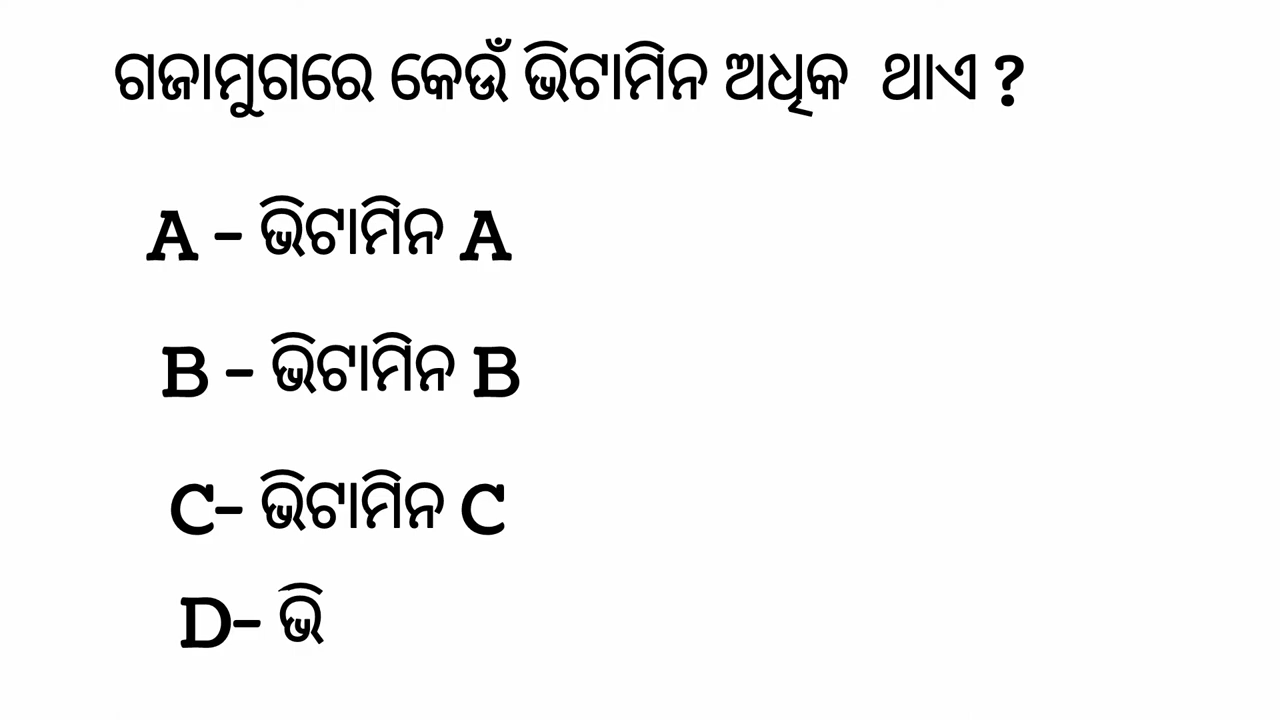 ଗଜାମୁଗରେ କେଉଁ ଭିଟାମିନ ଅଧିକ ଥାଏ ?
A - ଭିଟାମିନ A
B - ଭିଟାମିନ B
C- ଭିଟାମିନ C
D- ଭି